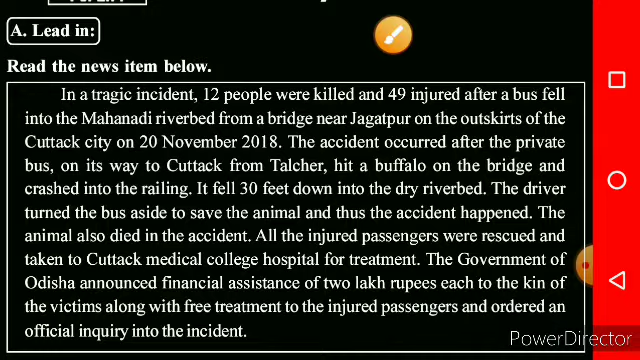 A. Lead in:
Read the news item below.
In a tragic incident, 12 people were killed and 49 injured after a bus fell
into the Mahanadi riverbed from a bridge near Jagatpur on the outskirts of the
Cuttack city on 20 November 2018. The accident occurred after the private
bus, on its way to Cuttack from Talcher, hit a buffalo on the bridge and
crashed into the railing. It fell 30 feet down into the dry riverbed. The driver
turned the bus aside to save the animal and thus the accident happened. The
animal also died in the accident. All the injured passengers were rescued and
taken to Cuttack medical college hospital for treatment. The Government of
Odisha announced financial assistance of two lakh rupees each to the kin of
the victims along with free treatment to the injured passengers and ordered an
official inquiry into the incident.
PowerDirector